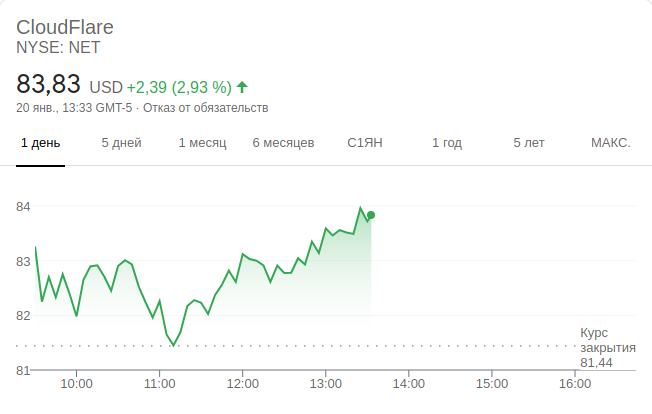 CloudFlare
NYSE: NET
83,83 USD +2,39 (2,93 %)
20 янв., 13:33 GMT-5 · Отказ от обязательств
1 день 5 дней 1 месяц 6 месяцев С1ЯН 1 год 5 лет МАКС.
84
83
82
Курс
закрытия
81,44
81
10:00 11:00 12:00 13:00 14:00 15:00 16:00